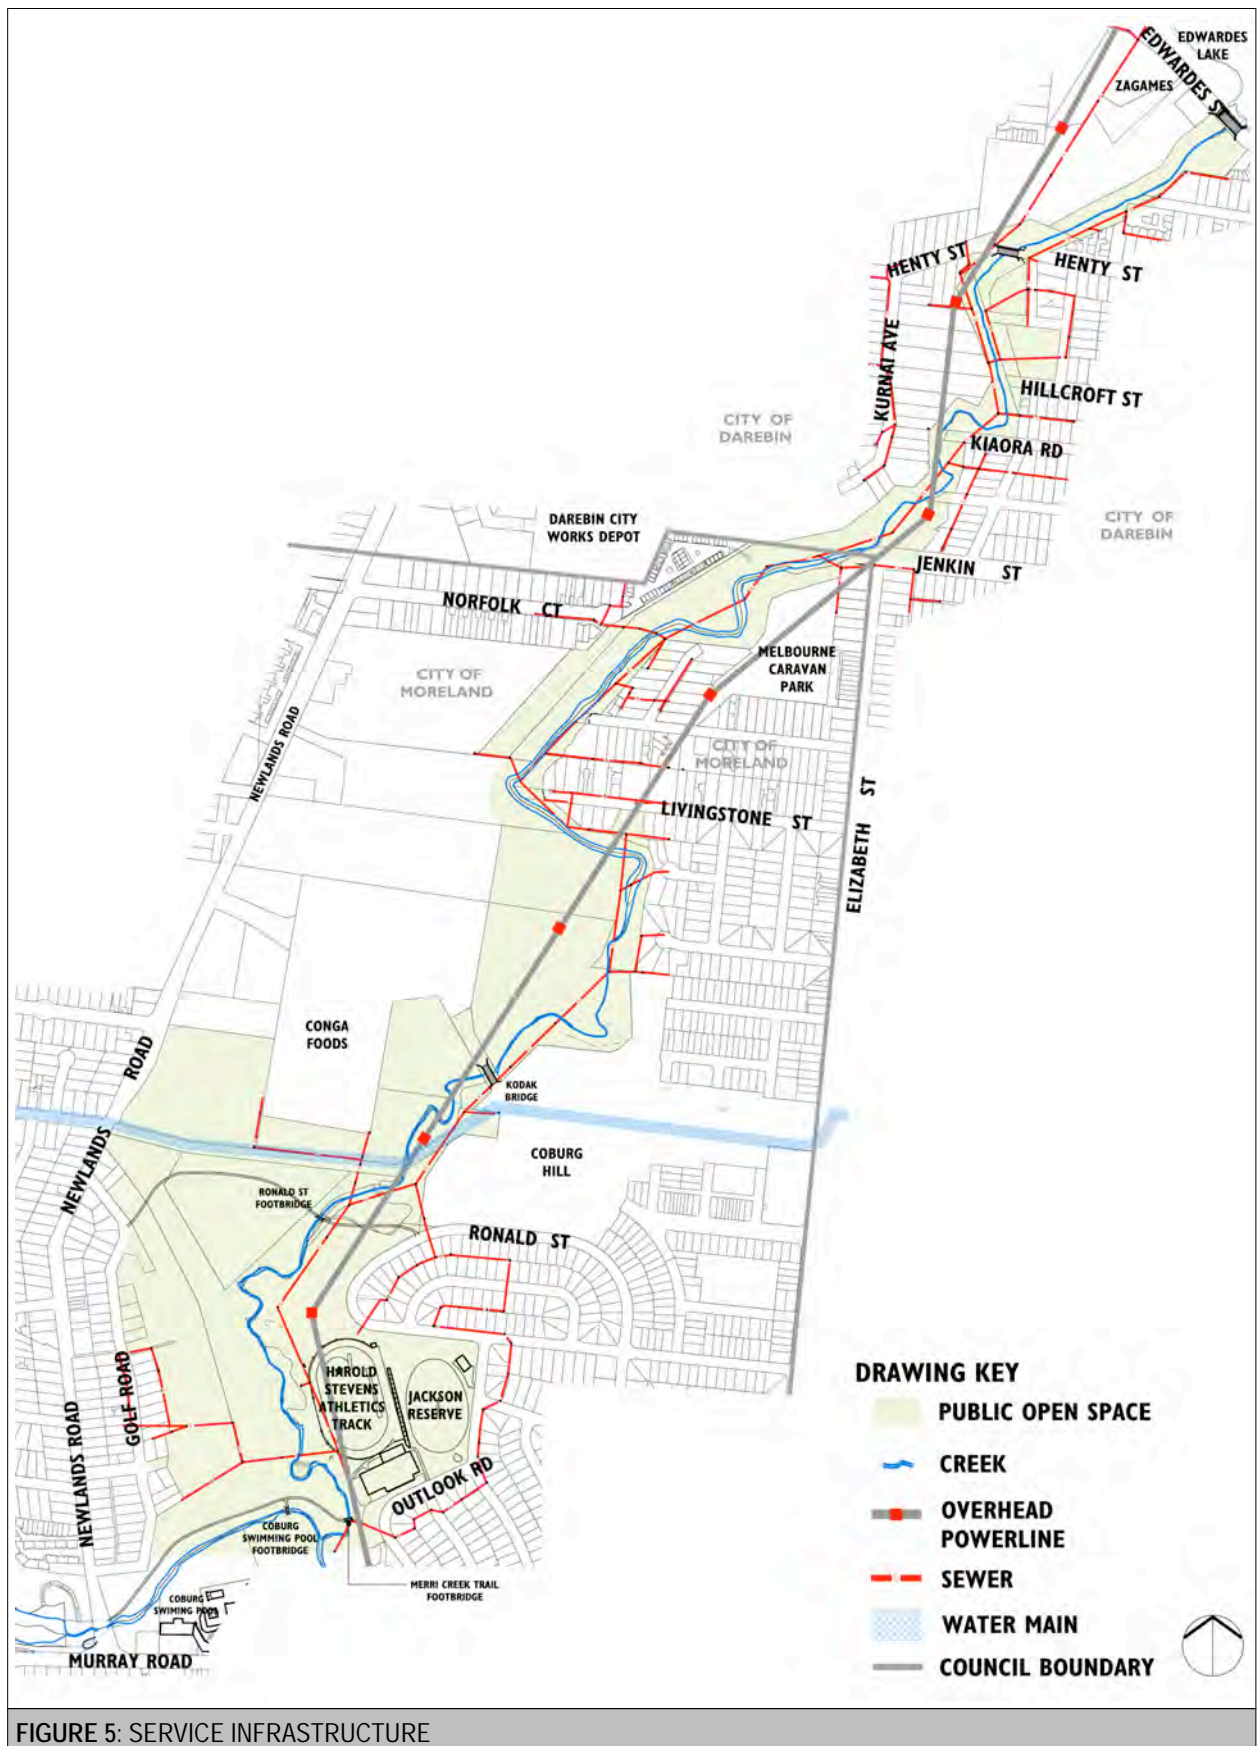 EDWARDES ST
EDWARDES
LAKE
ZAGAMES
HENTY ST
HENTY ST
KURNAI AVE
HILLCROFT ST
CITY OF
DAREBIN
KIAORA RD
DAREBIN CITY
WORKS DEPOT
CITY OF
DAREBIN
JENKIN ST
NORFOLK CT
MELBOURNE
CARAVAN
PARK
CITY OF
MORELAND
NEWLANDS ROAD
CITY OF
MORELAND
LIVINGSTONE ST
ELIZABETH ST
CONGA
FOODS
NEWLANDS ROAD
KODAK
BRIDGE
COBURG
HILL
RONALD ST
FOOTBRIDGE
RONALD ST
GOLF ROAD
HAROLD
STEVENS
ATHLETICS
TRACK
JACKSON
RESERVE
NEWLANDS ROAD
OUTLOOK RD
COBURG
SWIMMING POOL
FOOTBRIDGE
MERRI CREEK TRAIL
FOOTBRIDGE
COBURG
SWIMING POOL
MURRAY ROAD
DRAWING KEY
PUBLIC OPEN SPACE
CREEK
OVERHEAD
POWERLINE
SEWER
WATER MAIN
COUNCIL BOUNDARY
FIGURE 5: SERVICE INFRASTRUCTURE